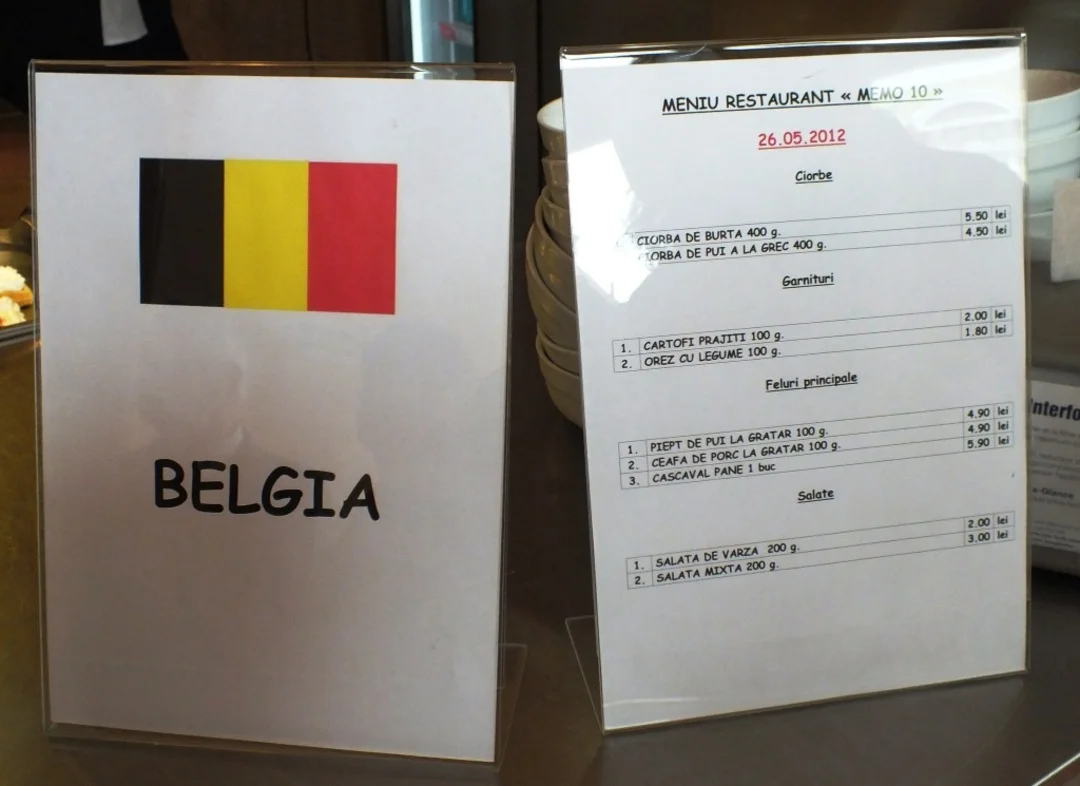 BELGIA
MENIU RESTAURANT « MEMO 10 »
26.05.2012
Ciorbe
CIORBA DE BURTA 400 g. 5.50 lei
CIORBA DE PUI A LA GREC 400 g. 4.50 lei
Garnituri
1. CARTOFI PRAJITI 100 g. 2.00 lei
2. OREZ CU LEGUME 100 g. 1.80 lei
Feluri principale
1. PIEPT DE PUI LA GRATAR 100 g. 4.90 lei
2. CEAFA DE PORC LA GRATAR 100 g. 4.90 lei
3. CASCAVAL PANE 1 buc 5.90 lei
Salate
1. SALATA DE VARZA 200 g. 2.00 lei
2. SALATA MIXTA 200 g. 3.00 lei